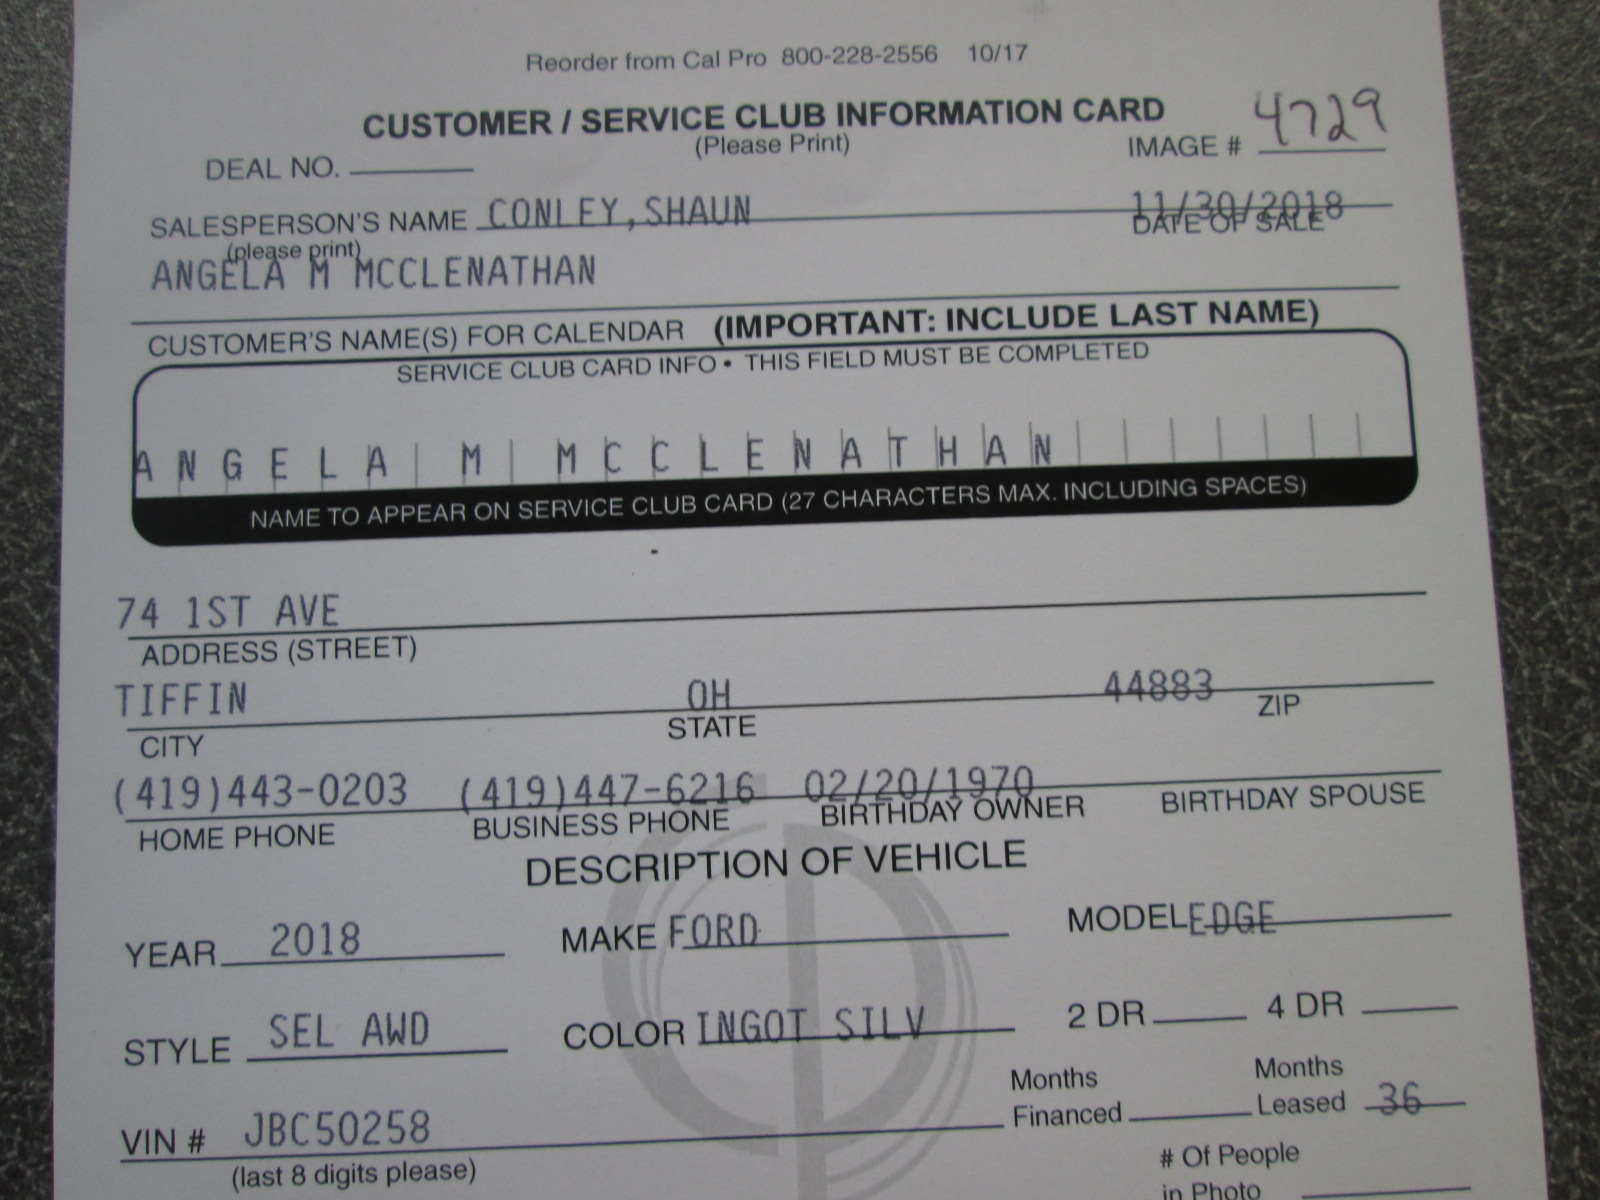 Reorder from Cal Pro 800-228-2556 10/17
CUSTOMER / SERVICE CLUB INFORMATION CARD
(Please Print)
IMAGE # 4729
DEAL NO.
SALESPERSON'S NAME CONLEY,SHAUN 11/30/2018
(please print) DATE OF SALE
ANGELA M MCCLENATHAN
CUSTOMER'S NAME(S) FOR CALENDAR (IMPORTANT: INCLUDE LAST NAME)
SERVICE CLUB CARD INFO • THIS FIELD MUST BE COMPLETED
ANGELA M MCCLENATHAN
NAME TO APPEAR ON SERVICE CLUB CARD (27 CHARACTERS MAX. INCLUDING SPACES)
74 1ST AVE
ADDRESS (STREET)
TIFFIN OH 44883
CITY STATE ZIP
(419)443-0203 (419)447-6216 02/20/1970
HOME PHONE BUSINESS PHONE BIRTHDAY OWNER BIRTHDAY SPOUSE
DESCRIPTION OF VEHICLE
YEAR 2018 MAKE FORD MODEL EDGE
STYLE SEL AWD COLOR INGOT SILV 2 DR 4 DR
Months Financed Months Leased 36
VIN # JBC50258
(last 8 digits please)
# Of People
in Photo